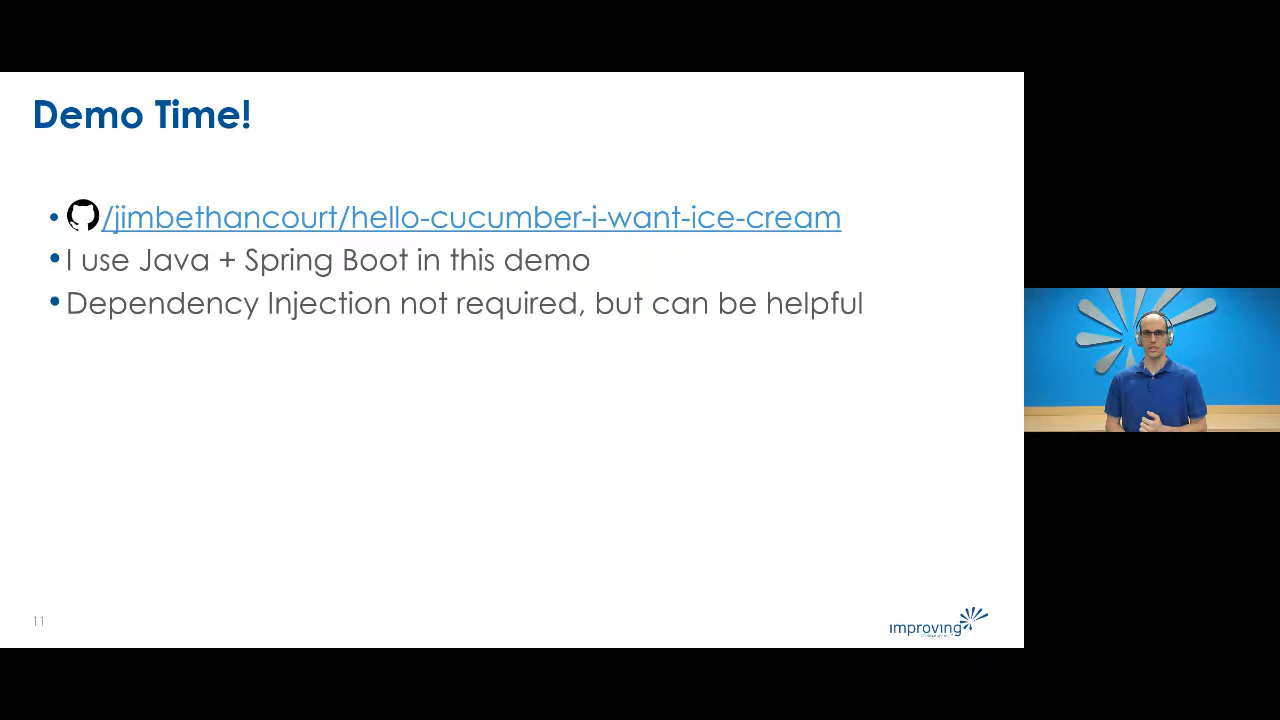 Demo Time!
• /jimbethancourt/hello-cucumber-i-want-ice-cream
• I use Java + Spring Boot in this demo
• Dependency Injection not required, but can be helpful
11
improving